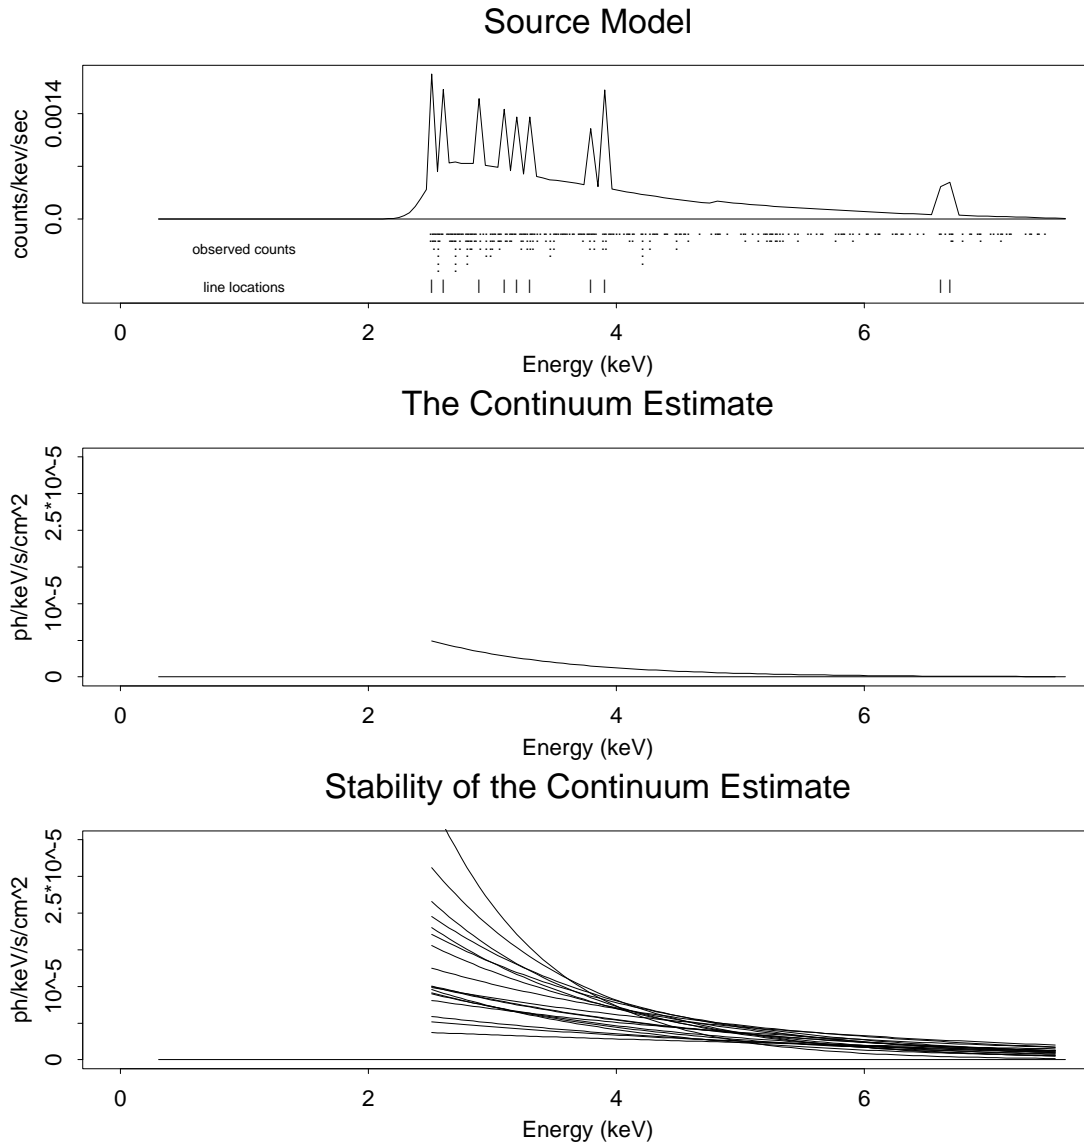 Source Model
counts/kev/sec
0.0014
0.0
observed counts
line locations
0 2 4 6
Energy (keV)
The Continuum Estimate
ph/keV/s/cm^2
2.5*10^-5
10^-5
0
0 2 4 6
Energy (keV)
Stability of the Continuum Estimate
ph/keV/s/cm^2
2.5*10^-5
10^-5
0
0 2 4 6
Energy (keV)